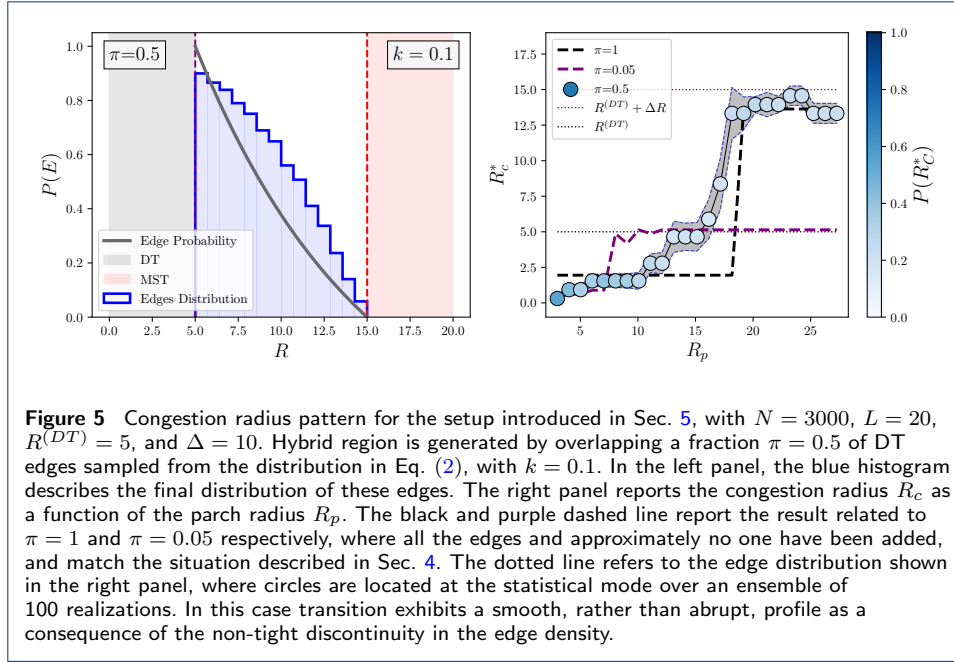 π=0.5
k = 0.1
P(E)
1.0
0.8
0.6
0.4
0.2
0.0
Edge Probability
DT
MST
Edges Distribution
0.0 2.5 5.0 7.5 10.0 12.5 15.0 17.5 20.0
R
R*c
17.5
15.0
12.5
10.0
7.5
5.0
2.5
0.0
π=1
π=0.05
π=0.5
R^(DT) + ΔR
R^(DT)
5 10 15 20 25
R_p
1.0
0.8
0.6
0.4
0.2
0.0
P(R*C)
Figure 5 Congestion radius pattern for the setup introduced in Sec. 5, with N = 3000, L = 20,
R^(DT) = 5, and Δ = 10. Hybrid region is generated by overlapping a fraction π = 0.5 of DT
edges sampled from the distribution in Eq. (2), with k = 0.1. In the left panel, the blue histogram
describes the final distribution of these edges. The right panel reports the congestion radius R_c as
a function of the parch radius R_p. The black and purple dashed line report the result related to
π = 1 and π = 0.05 respectively, where all the edges and approximately no one have been added,
and match the situation described in Sec. 4. The dotted line refers to the edge distribution shown
in the right panel, where circles are located at the statistical mode over an ensemble of
100 realizations. In this case transition exhibits a smooth, rather than abrupt, profile as a
consequence of the non-tight discontinuity in the edge density.